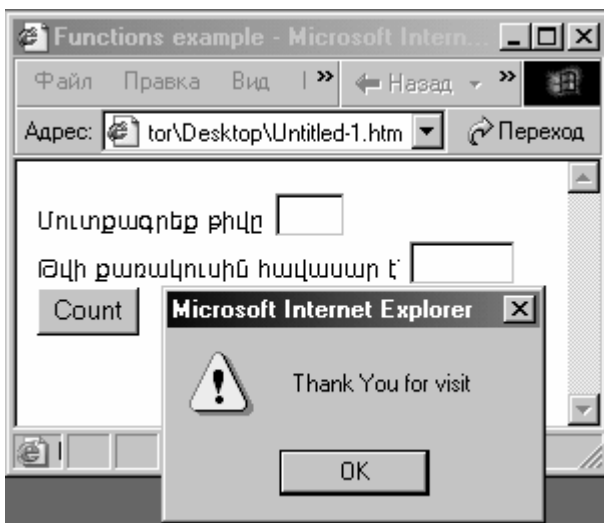 Functions example - Microsoft Intern...
Файл Правка Вид » Назад »
Адрес: tor\Desktop\Untitled-1.htm Переход
Մուտքագրեք թիվը
Թվի քառակուսին հավասար է՝
Count
Microsoft Internet Explorer
Thank You for visit
OK